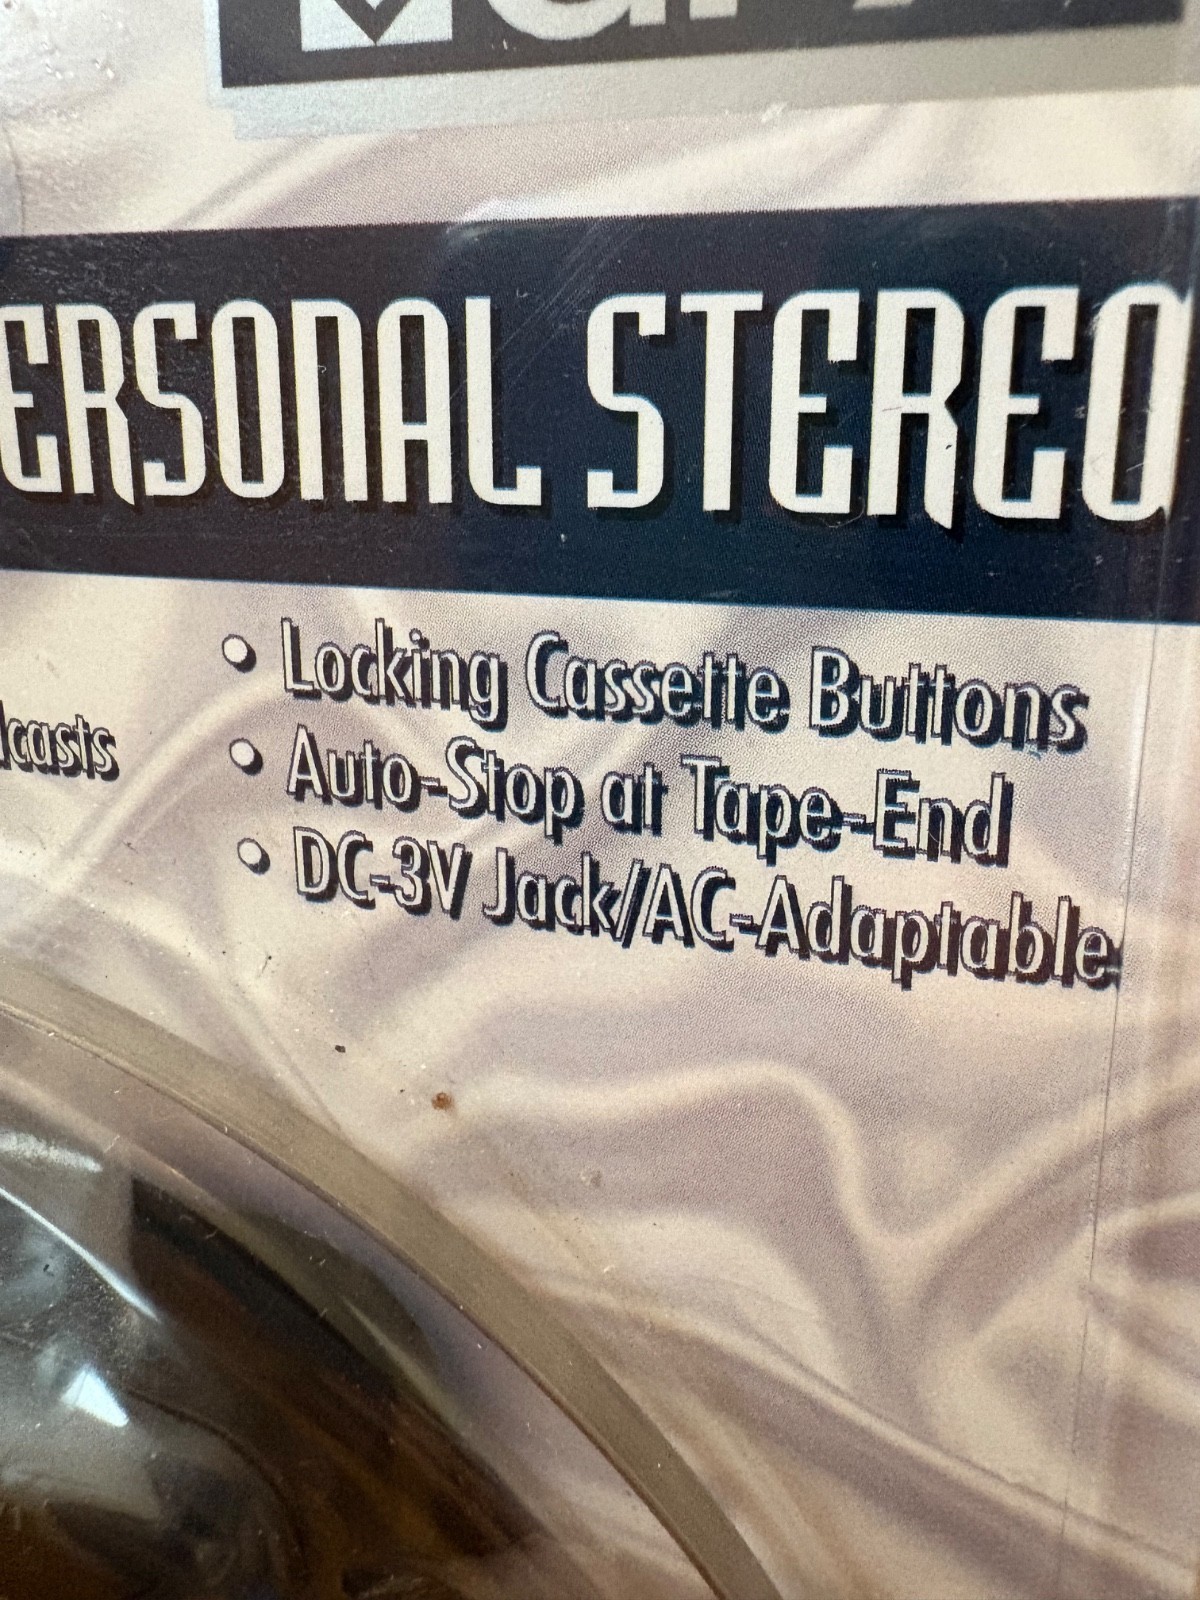 ERSONAL STEREO
dcasts
• Locking Cassette Buttons
• Auto-Stop at Tape-End
• DC-3V Jack/AC-Adaptable